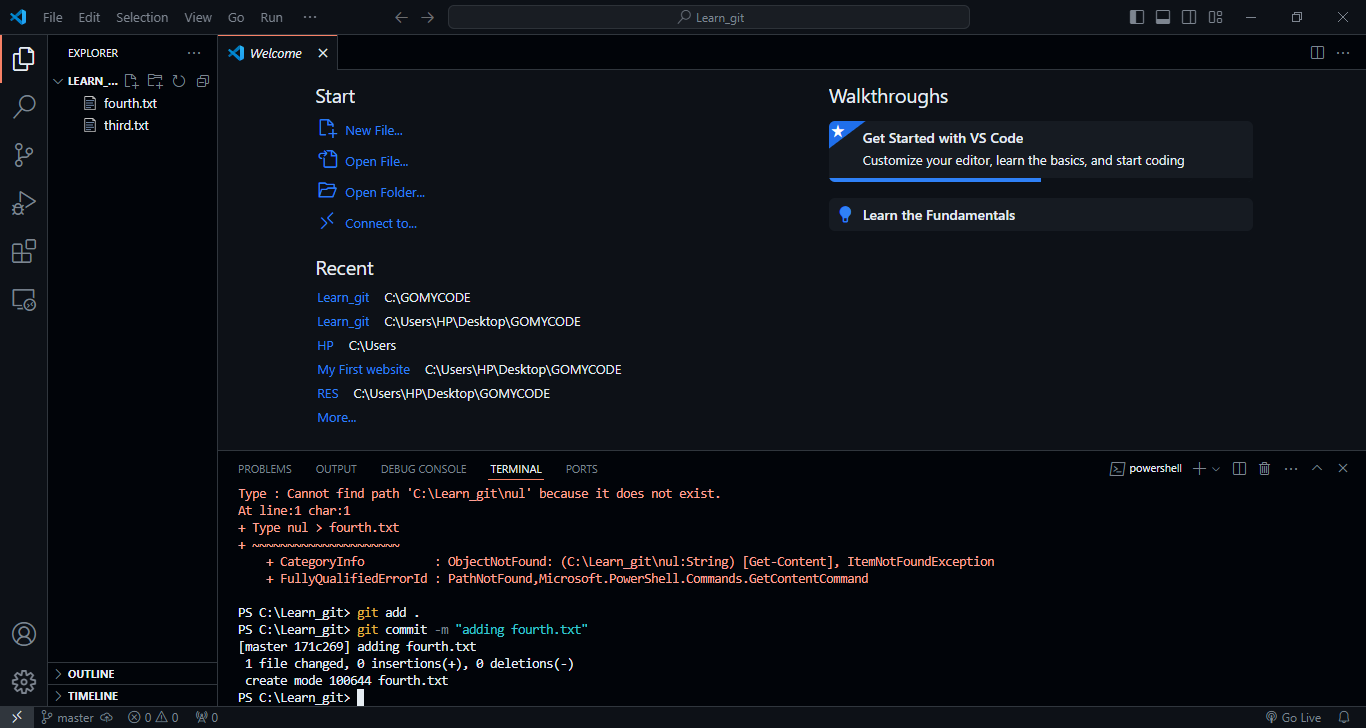 File Edit Selection View Go Run ···
Learn_git
EXPLORER ···
LEARN_...
fourth.txt
third.txt
OUTLINE
TIMELINE
Welcome
Start
New File...
Open File...
Open Folder...
Connect to...
Recent
Learn_git C:\GOMYCODE
Learn_git C:\Users\HP\Desktop\GOMYCODE
HP C:\Users
My First website C:\Users\HP\Desktop\GOMYCODE
RES C:\Users\HP\Desktop\GOMYCODE
More...
Walkthroughs
Get Started with VS Code
Customize your editor, learn the basics, and start coding
Learn the Fundamentals
PROBLEMS OUTPUT DEBUG CONSOLE TERMINAL PORTS
powershell
Type : Cannot find path 'C:\Learn_git\nul' because it does not exist.
At line:1 char:1
+ Type nul > fourth.txt
+ ~~~~~~~~~~~~~~~~~~~~~
+ CategoryInfo : ObjectNotFound: (C:\Learn_git\nul:String) [Get-Content], ItemNotFoundException
+ FullyQualifiedErrorId : PathNotFound,Microsoft.PowerShell.Commands.GetContentCommand
PS C:\Learn_git> git add .
PS C:\Learn_git> git commit -m "adding fourth.txt"
[master 171c269] adding fourth.txt
1 file changed, 0 insertions(+), 0 deletions(-)
create mode 100644 fourth.txt
PS C:\Learn_git>
master 0 0 0 Go Live